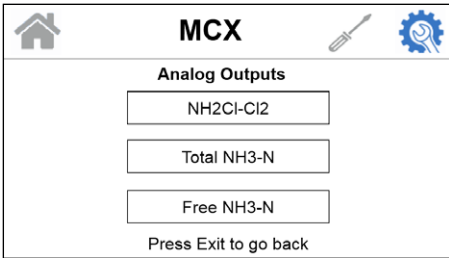 MCX
Analog Outputs
NH2Cl-Cl2
Total NH3-N
Free NH3-N
Press Exit to go back